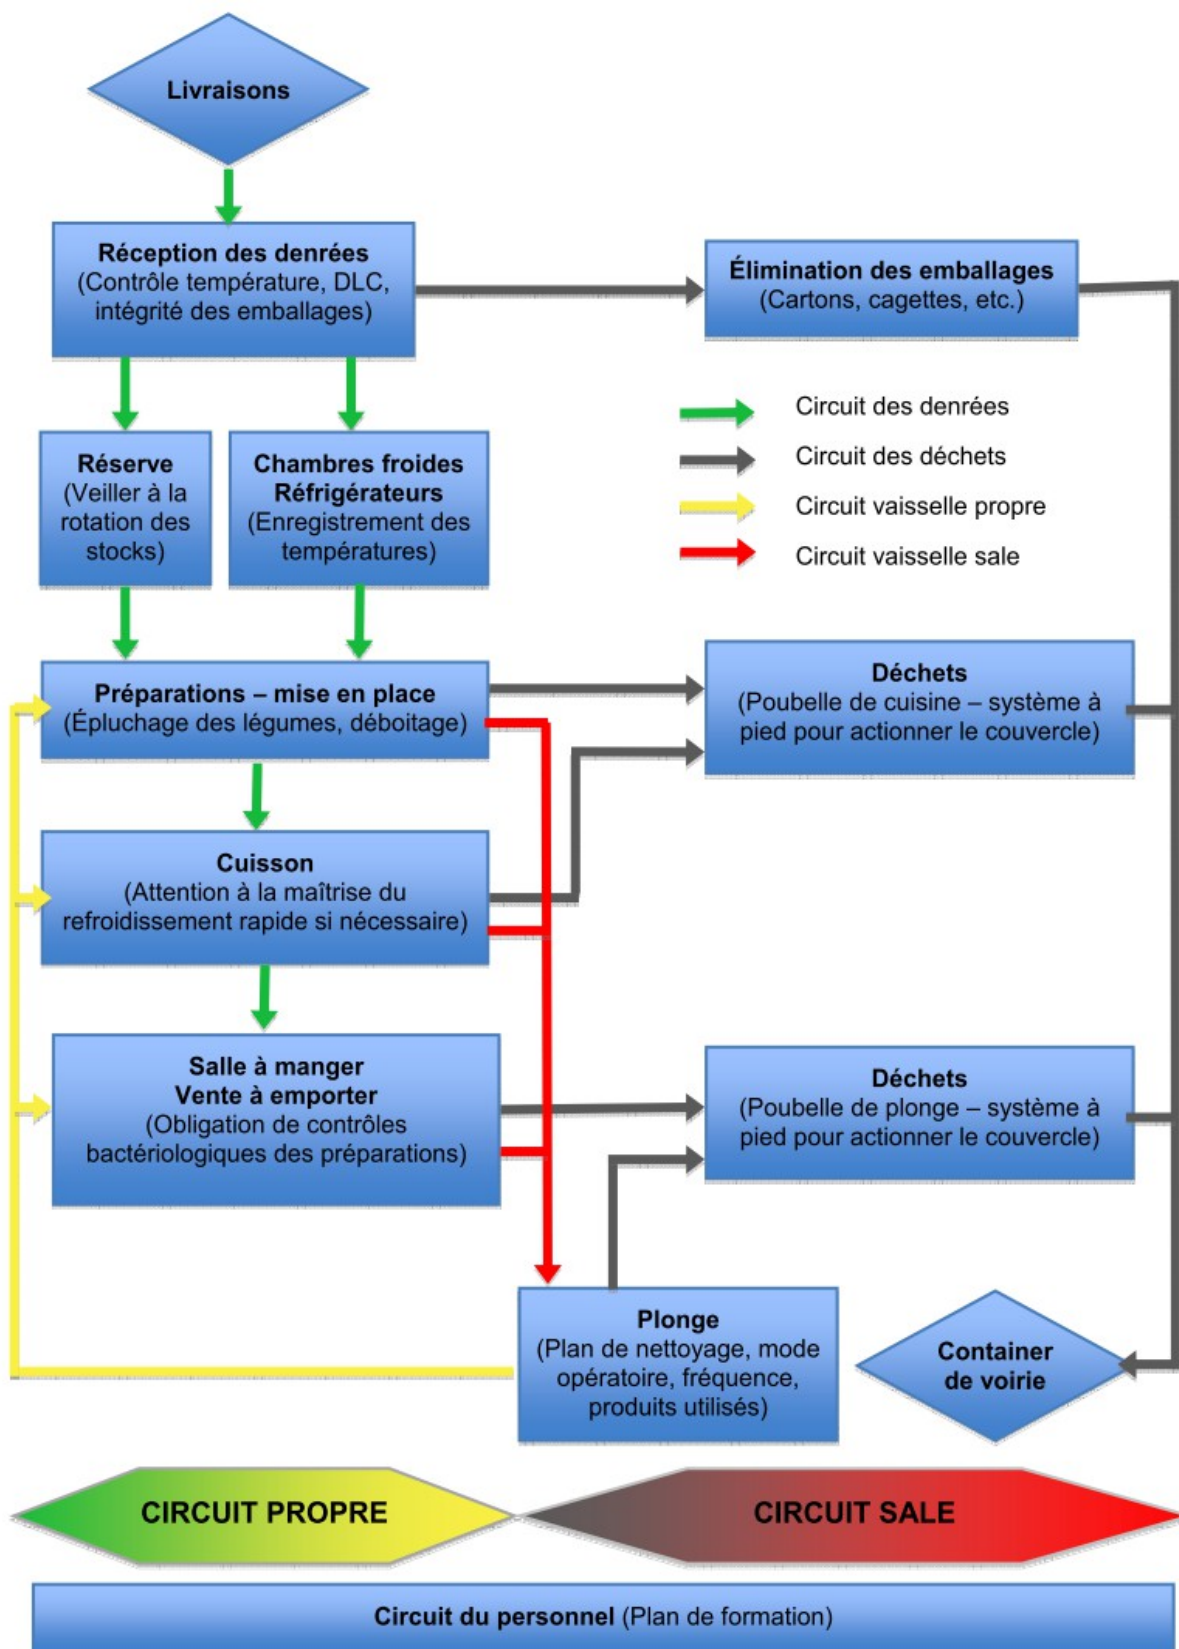 Livraisons
Réception des denrées
(Contrôle température, DLC,
intégrité des emballages)
Élimination des emballages
(Cartons, cagettes, etc.)
Circuit des denrées
Circuit des déchets
Circuit vaisselle propre
Circuit vaisselle sale
Réserve
(Veiller à la
rotation des
stocks)
Chambres froides
Réfrigérateurs
(Enregistrement des
températures)
Préparations – mise en place
(Épluchage des légumes, déboitage)
Déchets
(Poubelle de cuisine – système à
pied pour actionner le couvercle)
Cuisson
(Attention à la maîtrise du
refroidissement rapide si nécessaire)
Salle à manger
Vente à emporter
(Obligation de contrôles
bactériologiques des préparations)
Déchets
(Poubelle de plonge – système à
pied pour actionner le couvercle)
Plonge
(Plan de nettoyage, mode
opératoire, fréquence,
produits utilisés)
Container
de voirie
CIRCUIT PROPRE
CIRCUIT SALE
Circuit du personnel (Plan de formation)